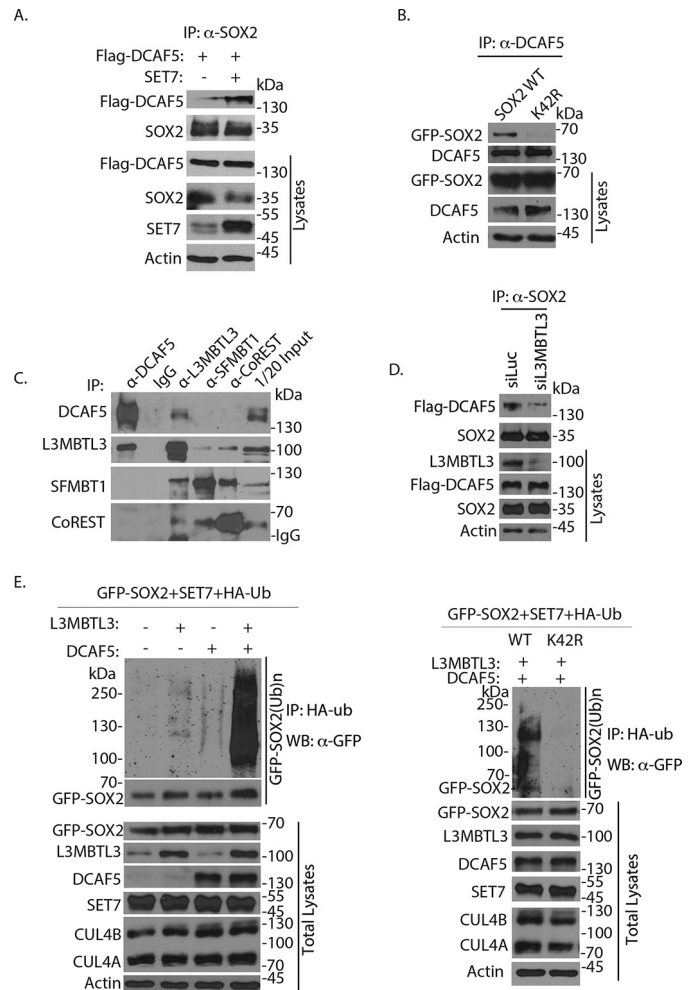 A.
IP: α-SOX2
Flag-DCAF5: + +
SET7: - +
kDa
Flag-DCAF5 -130
SOX2 -35
Flag-DCAF5 -130
SOX2 -35
-55
SET7 -45
Actin -45
Lysates
B.
IP: α-DCAF5
SOX2 WT K42R
kDa
GFP-SOX2 -70
DCAF5 -130
GFP-SOX2 -70
DCAF5 -130
Actin -45
Lysates
C.
IP: α-DCAF5 IgG α-L3MBTL3 α-SFMBT1 α-CoREST 1/20 Input
kDa
DCAF5 -130
L3MBTL3 -100
SFMBT1 -130
-70
CoREST -IgG
D.
IP: α-SOX2
siLuc siL3MBTL3
kDa
Flag-DCAF5 -130
SOX2 -35
L3MBTL3 -100
Flag-DCAF5 -130
SOX2 -35
Actin -45
Lysates
E.
GFP-SOX2+SET7+HA-Ub
L3MBTL3: - + - +
DCAF5: - - + +
kDa
250-
130-
100-
70-
GFP-SOX2
GFP-SOX2(Ub)n
IP: HA-ub
WB: α-GFP
GFP-SOX2 -70
L3MBTL3 -100
DCAF5 -130
SET7 -55
-45
CUL4B -130
-100
CUL4A -70
Actin -45
Total Lysates
GFP-SOX2+SET7+HA-Ub
WT K42R
L3MBTL3: + +
DCAF5: + +
kDa
250-
130-
100-
70-
GFP-SOX2
GFP-SOX2(Ub)n
IP: HA-ub
WB: α-GFP
GFP-SOX2 -70
L3MBTL3 -100
DCAF5 -130
SET7 -55
-45
CUL4B -130
-100
CUL4A -70
Actin -45
Total Lysates